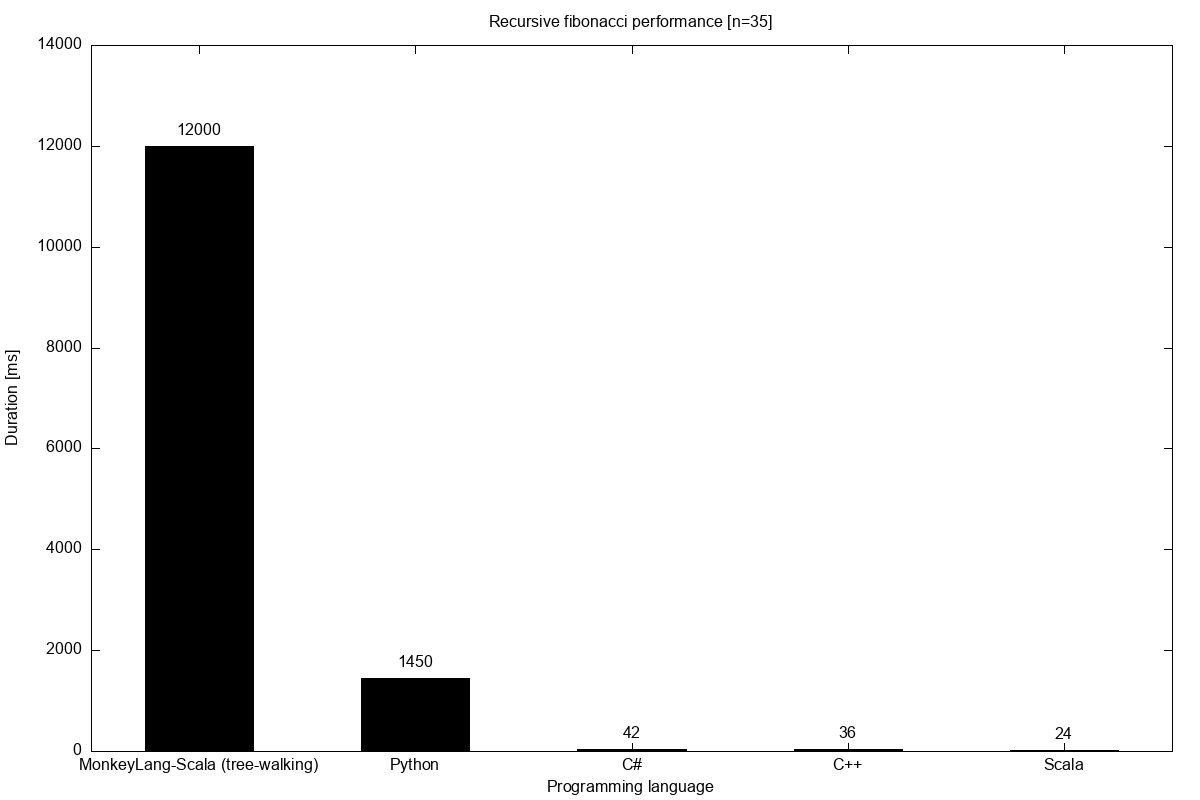 Recursive fibonacci performance [n=35]
14000
12000
10000
8000
6000
4000
2000
0
Duration [ms]
12000
1450
42
36
24
MonkeyLang-Scala (tree-walking)
Python
C#
C++
Scala
Programming language